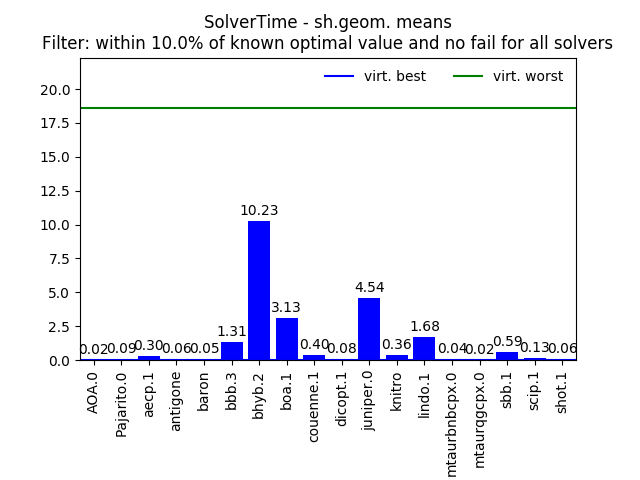 SolverTime - sh.geom. means
Filter: within 10.0% of known optimal value and no fail for all solvers
virt. best
virt. worst
20.0
17.5
15.0
12.5
10.0
7.5
5.0
2.5
0.0
0.02
0.09
0.30
0.06
0.05
1.31
10.23
3.13
0.40
0.08
4.54
0.36
1.68
0.04
0.02
0.59
0.13
0.06
AOA.0
Pajarito.0
aecp.1
antigone
baron
bbb.3
bhyb.2
boa.1
couenne.1
dicopt.1
juniper.0
knitro
lindo.1
mtaurbnbcpx.0
mtaurqgcpx.0
sbb.1
scip.1
shot.1